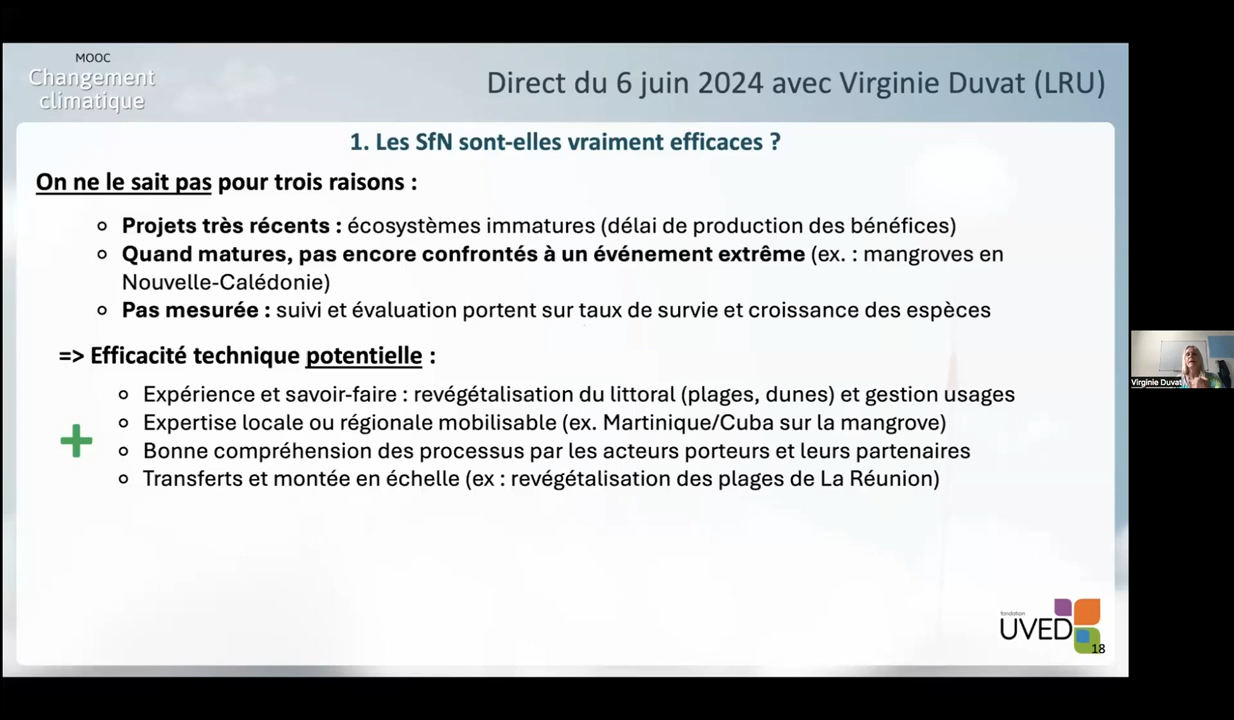 MOOC
Changement
climatique
Direct du 6 juin 2024 avec Virginie Duvat (LRU)
1. Les SfN sont-elles vraiment efficaces ?
On ne le sait pas pour trois raisons :
Projets très récents : écosystèmes immatures (délai de production des bénéfices)
Quand matures, pas encore confrontés à un événement extrême (ex. : mangroves en
Nouvelle-Calédonie)
Pas mesurée : suivi et évaluation portent sur taux de survie et croissance des espèces
=> Efficacité technique potentielle :
Expérience et savoir-faire : revégétalisation du littoral (plages, dunes) et gestion usages
Expertise locale ou régionale mobilisable (ex. Martinique/Cuba sur la mangrove)
Bonne compréhension des processus par les acteurs porteurs et leurs partenaires
Transferts et montée en échelle (ex : revégétalisation des plages de La Réunion)
Virginie Duvat
fondation
UVED
18